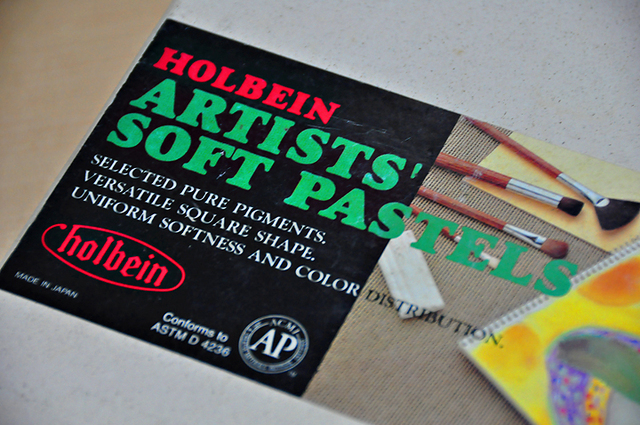 HOLBEIN
ARTISTS'
SOFT PASTELS
SELECTED PURE PIGMENTS.
VERSATILE SQUARE SHAPE.
UNIFORM SOFTNESS AND COLOR DISTRIBUTION.
holbein
MADE IN JAPAN
Conforms to
ASTM D 4236
ACMI
AP